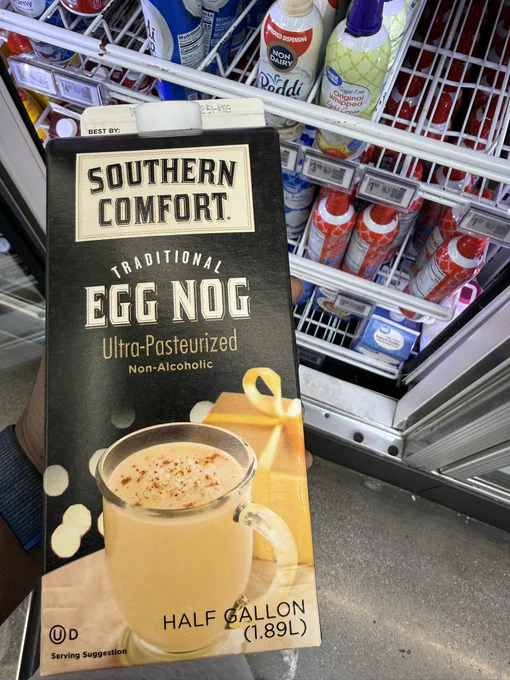 BEST BY:
SOUTHERN
COMFORT
TRADITIONAL
EGG NOG
Ultra-Pasteurized
Non-Alcoholic
HALF GALLON
(1.89L)
U D
Serving Suggestion
NON
DAIRY
Reddi
Original
whipped